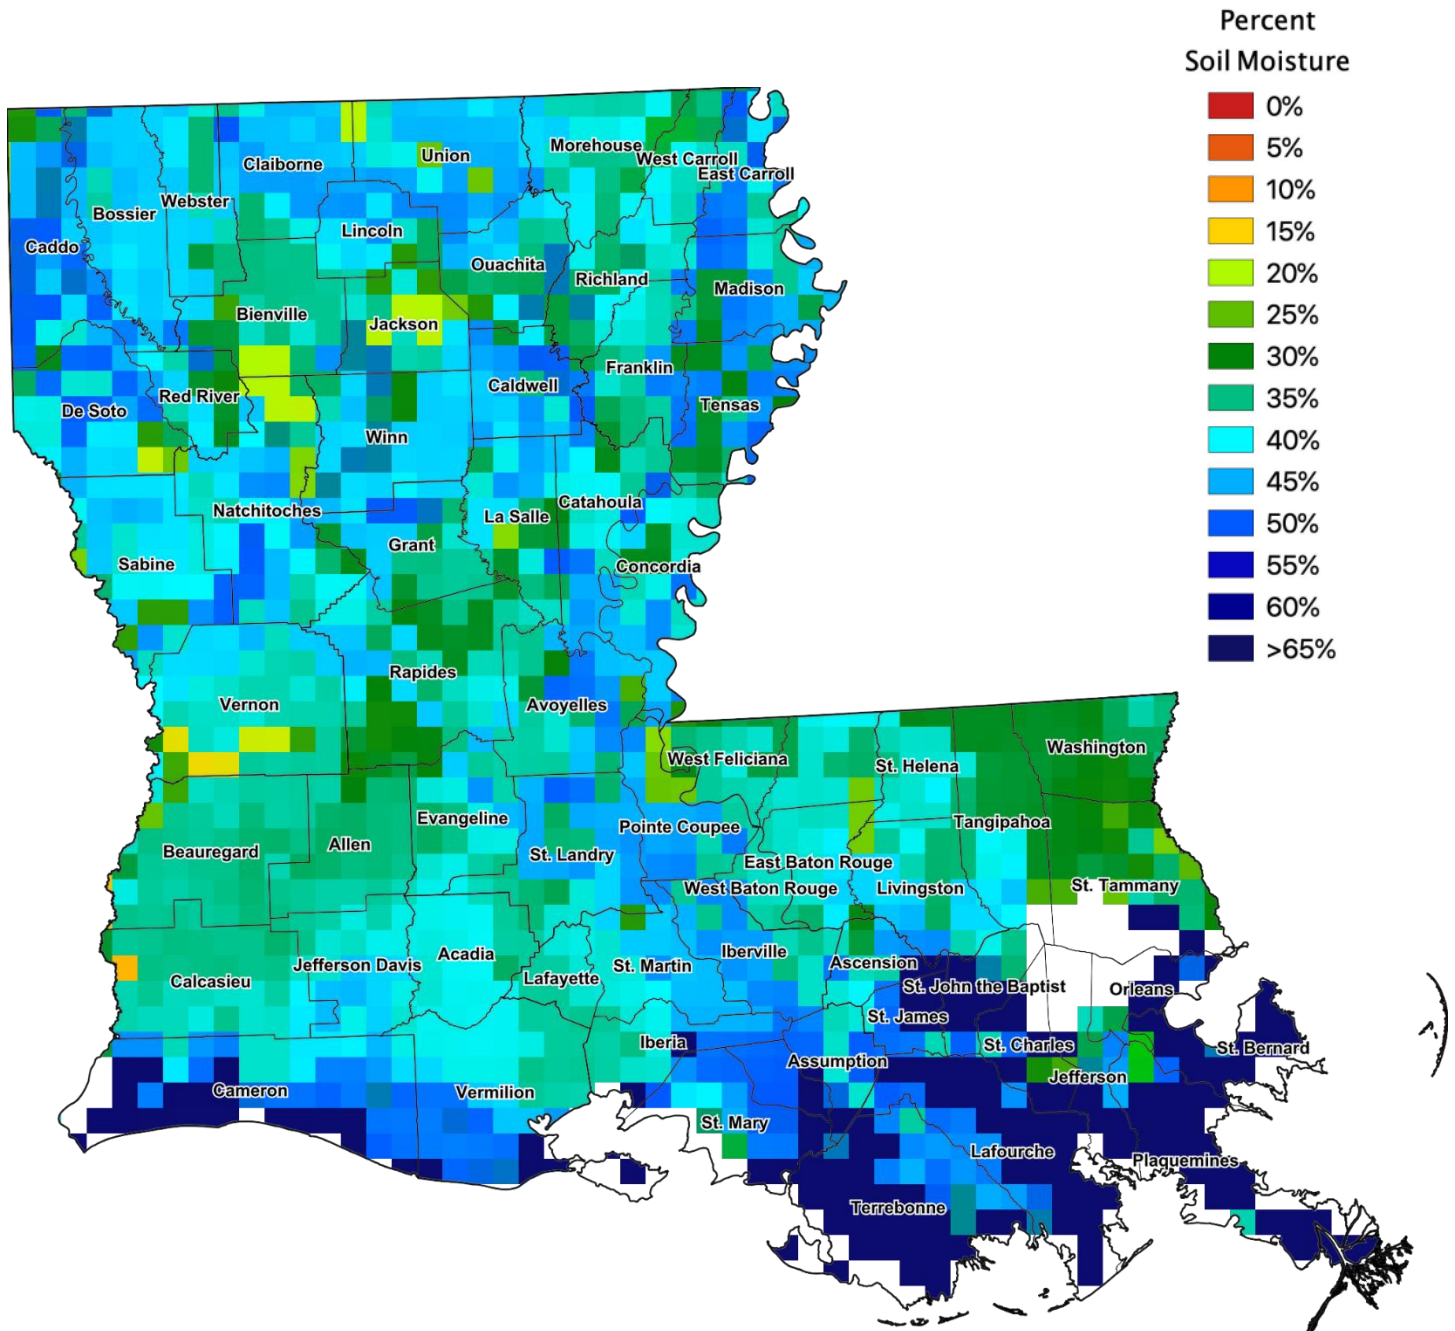 Percent
Soil Moisture
0%
5%
10%
15%
20%
25%
30%
35%
40%
45%
50%
55%
60%
>65%
Morehouse
Union
West Carroll
Claiborne
East Carroll
Webster
Bossier
Lincoln
Caddo
Ouachita
Richland
Madison
Bienville
Jackson
Franklin
Caldwell
Red River
Tensas
De Soto
Winn
Catahoula
Natchitoches
La Salle
Grant
Sabine
Concordia
Rapides
Vernon
Avoyelles
Washington
West Feliciana
St. Helena
Evangeline
Tangipahoa
Pointe Coupee
Allen
Beauregard
St. Landry
East Baton Rouge
St. Tammany
West Baton Rouge
Livingston
Iberville
Acadia
Ascension
Jefferson Davis
St. Martin
Lafayette
Calcasieu
St. John the Baptist
Orleans
St. James
Iberia
St. Charles
St. Bernard
Assumption
Jefferson
Cameron
Vermilion
St. Mary
Lafourche
Plaquemines
Terrebonne